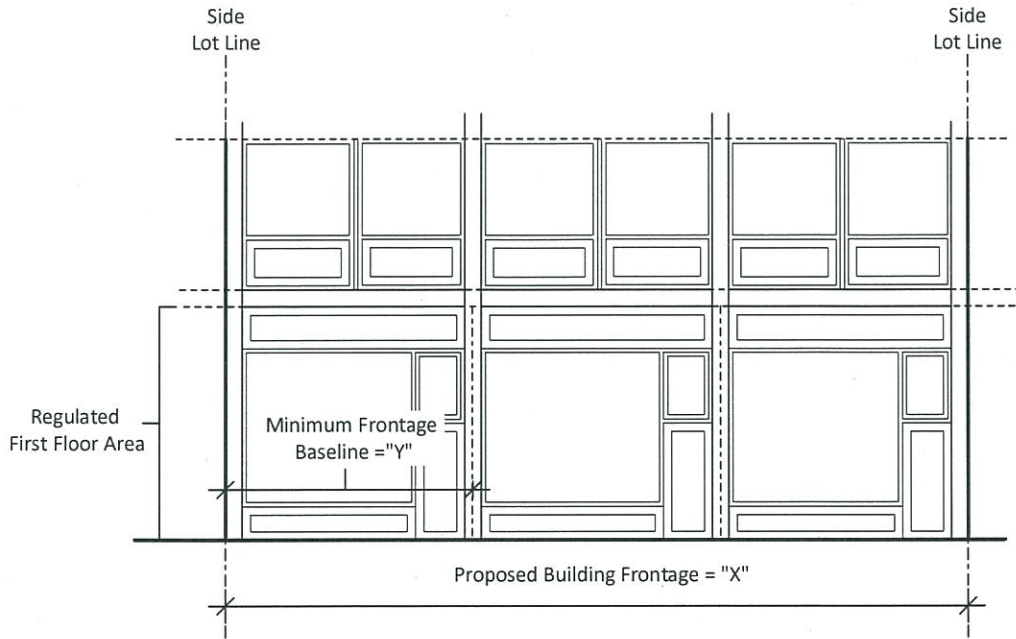 Side
Lot Line
Side
Lot Line
Regulated
First Floor Area
Minimum Frontage
Baseline ="Y"
Proposed Building Frontage = "X"